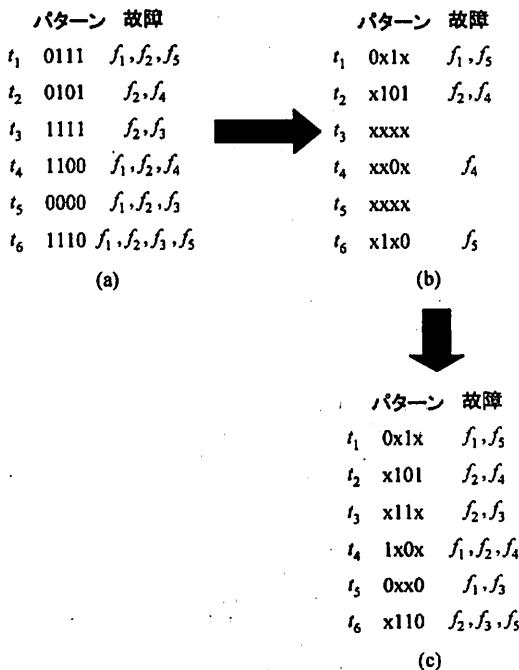 パターン 故障
t1 0111 f1,f2,f5
t2 0101 f2,f4
t3 1111 f2,f3
t4 1100 f1,f2,f4
t5 0000 f1,f2,f3
t6 1110 f1,f2,f3,f5
(a)
パターン 故障
t1 0x1x f1,f5
t2 x101 f2,f4
t3 xxxx
t4 xx0x f4
t5 xxxx
t6 x1x0 f5
(b)
パターン 故障
t1 0x1x f1,f5
t2 x101 f2,f4
t3 x11x f2,f3
t4 1x0x f1,f2,f4
t5 0xx0 f1,f3
t6 x110 f2,f3,f5
(c)